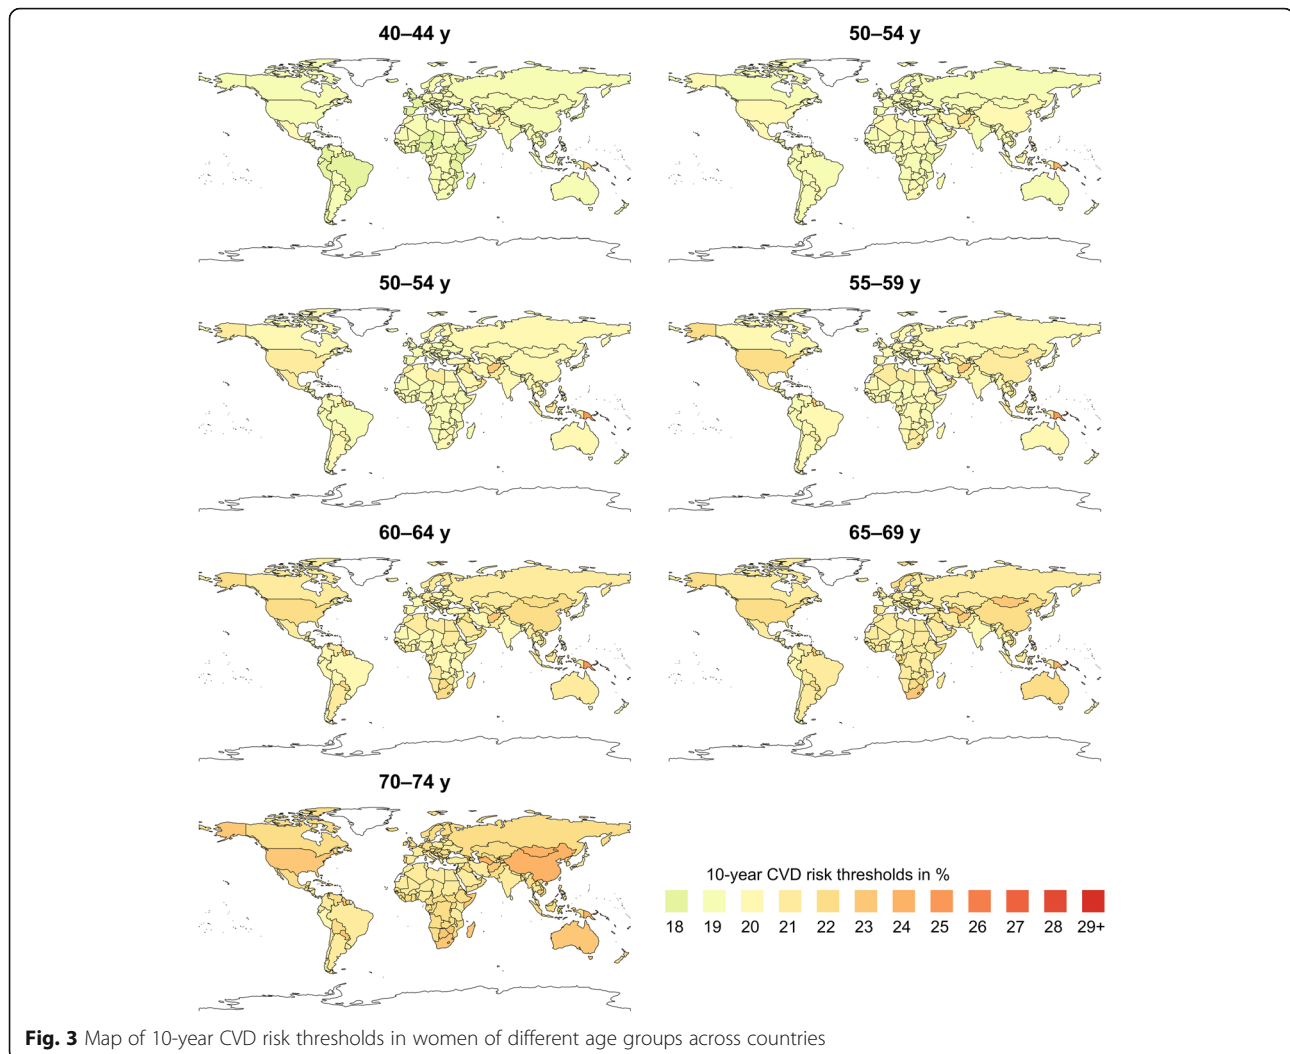 40–44 y
50–54 y
50–54 y
55–59 y
60–64 y
65–69 y
70–74 y
10-year CVD risk thresholds in %
18 19 20 21 22 23 24 25 26 27 28 29+
Fig. 3 Map of 10-year CVD risk thresholds in women of different age groups across countries